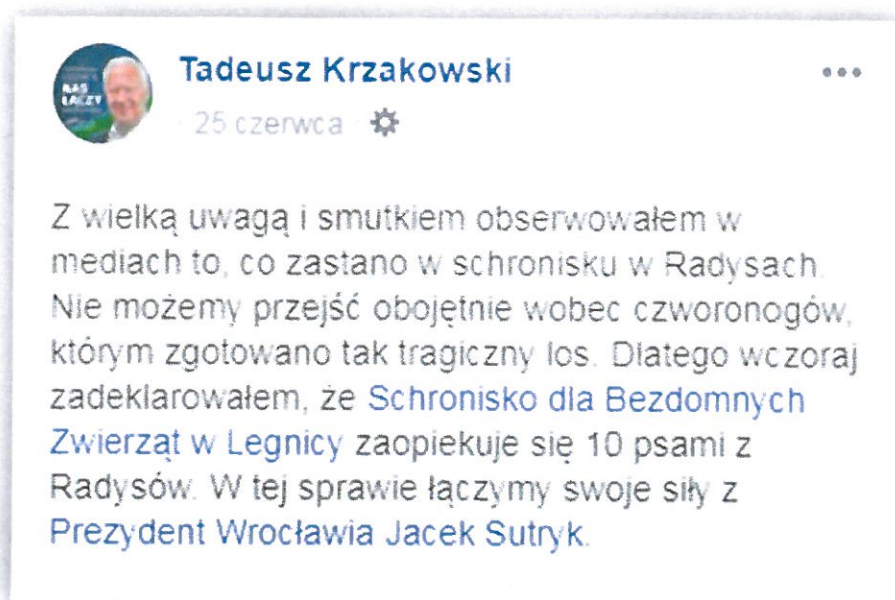 Tadeusz Krzakowski
NAS
ŁĄCZY
25 czerwca
Z wielką uwagą i smutkiem obserwowałem w
mediach to, co zastano w schronisku w Radysach.
Nie możemy przejść obojętnie wobec czworonogów,
którym zgotowano tak tragiczny los. Dlatego wczoraj
zadeklarowałem, że Schronisko dla Bezdomnych
Zwierząt w Legnicy zaopiekuje się 10 psami z
Radysów. W tej sprawie łączymy swoje siły z
Prezydent Wrocławia Jacek Sutryk.